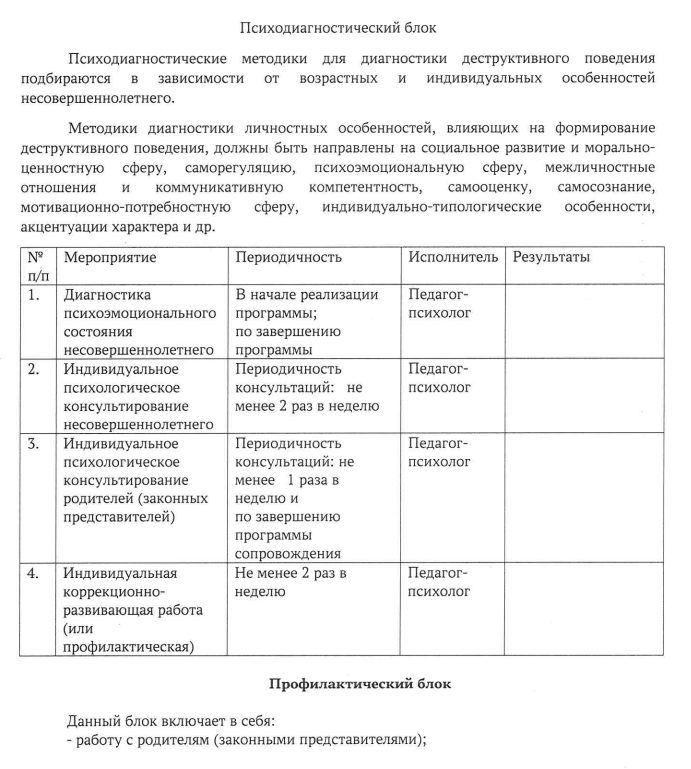 Психодиагностический блок
Психодиагностические методики для диагностики деструктивного поведения
подбираются в зависимости от возрастных и индивидуальных особенностей
несовершеннолетнего.
Методики диагностики личностных особенностей, влияющих на формирование
деструктивного поведения, должны быть направлены на социальное развитие и морально-
ценностную сферу, саморегуляцию, психоэмоциональную сферу, межличностные
отношения и коммуникативную компетентность, самооценку, самосознание,
мотивационно-потребностную сферу, индивидуально-типологические особенности,
акцентуации характера и др.
№
п/п
Мероприятие
Периодичность
Исполнитель
Результаты
1.
Диагностика
психоэмоционального
состояния
несовершеннолетнего
В начале реализации
программы;
по завершению
программы
Педагог-
психолог
2.
Индивидуальное
психологическое
консультирование
несовершеннолетнего
Периодичность
консультаций: не
менее 2 раз в неделю
Педагог-
психолог
3.
Индивидуальное
психологическое
консультирование
родителей (законных
представителей)
Периодичность
консультаций: не
менее 1 раза в
неделю и
по завершению
программы
сопровождения
Педагог-
психолог
4.
Индивидуальная
коррекционно-
развивающая работа
(или
профилактическая)
Не менее 2 раз в
неделю
Педагог-
психолог
Профилактический блок
Данный блок включает в себя:
- работу с родителям (законными представителями);